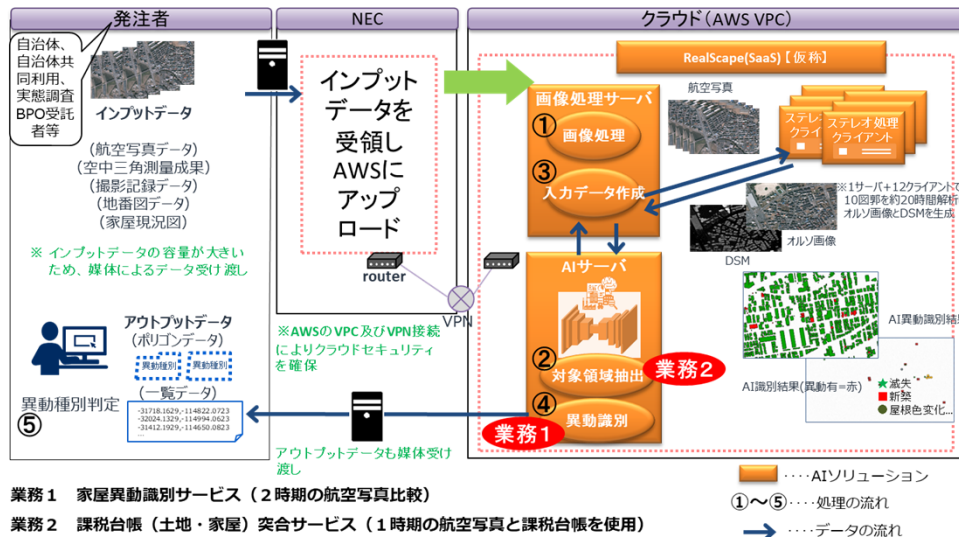 発注者
NEC
クラウド（AWS VPC）
自治体、
自治体共
同利用、
実態調査
BPO受託
者等
インプットデータ
(航空写真データ)
(空中三角測量成果)
(撮影記録データ)
(地番図データ)
(家屋現況図)
※ インプットデータの容量が大きい
ため、媒体によるデータ受け渡し
インプット
データを
受領し
AWSに
アップ
ロード
router
VPN
※AWSのVPC及びVPN接続
によりクラウドセキュリティ
を確保
RealScape(SaaS)【仮称】
画像処理サーバ
①
画像処理
③
入力データ作成
航空写真
ステレオ処理
クライアント
ステレオ処理
クライアント
※1サーバ+12クライアントで
10図郭を約20時間解析
オルソ画像とDSMを生成
オルソ画像
DSM
AIサーバ
②
対象領域抽出
業務2
④
異動識別
業務1
AI異動識別結果
AI識別結果(異動有=赤)
滅失
新築
屋根色変化...
アウトプットデータ
(ポリゴンデータ)
異動種別
異動種別
(一覧データ)
-31718.1629,-114822.0723
-32024.1329,-114994.0623
-31412.1929,-114650.0823
...
異動種別判定
⑤
アウトプットデータも媒体受け
渡し
業務１　家屋異動識別サービス（２時期の航空写真比較）
業務２　課税台帳（土地・家屋）突合サービス（１時期の航空写真と課税台帳を使用）
‥‥AIソリューション
①～⑤‥‥処理の流れ
‥‥データの流れ